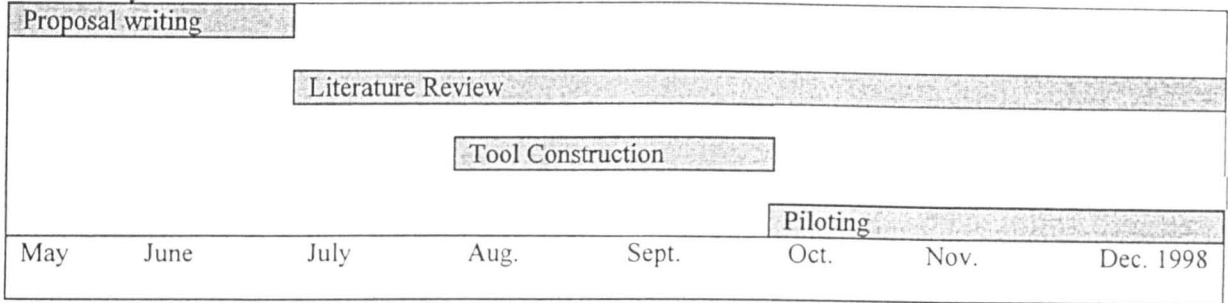 Proposal writing
Literature Review
Tool Construction
Piloting
May June July Aug. Sept. Oct. Nov. Dec. 1998